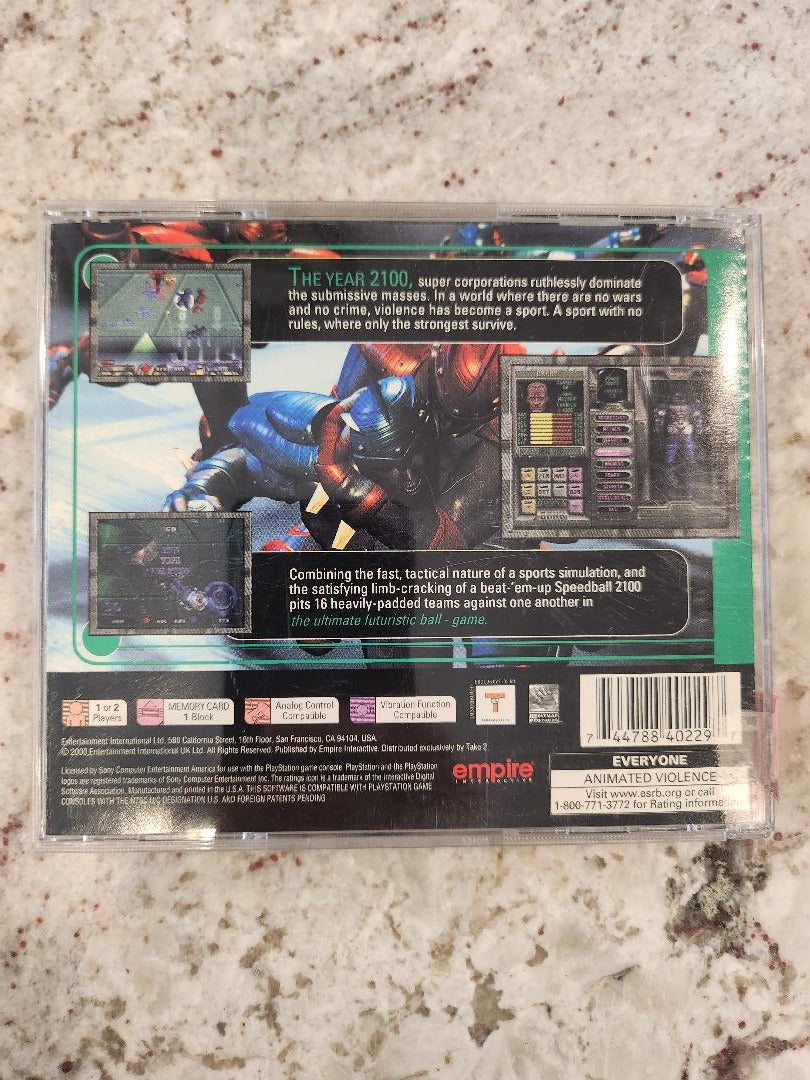 THE YEAR 2100, super corporations ruthlessly dominate
the submissive masses. In a world where there are no wars
and no crime, violence has become a sport. A sport with no
rules, where only the strongest survive.
Combining the fast, tactical nature of a sports simulation, and
the satisfying limb-cracking of a beat-'em-up Speedball 2100
pits 16 heavily-padded teams against one another in
the ultimate futuristic ball - game.
1 or 2
Players
MEMORY CARD
1 Block
Analog Control
Compatible
Vibration Function
Compatible
7 44788 40229 7
Entertainment International Ltd. 580 California Street, 16th Floor, San Francisco, CA 94104, USA.
© 2000 Entertainment International UK Ltd. All Rights Reserved. Published by Empire Interactive. Distributed exclusively by Take 2.
Licensed by Sony Computer Entertainment America for use with the PlayStation game console. PlayStation and the PlayStation
logos are registered trademarks of Sony Computer Entertainment Inc. The ratings icon is a trademark of the Interactive Digital
Software Association. Manufactured and printed in the U.S.A. THIS SOFTWARE IS COMPATIBLE WITH PLAYSTATION GAME
CONSOLES WITH THE NTSC U/C DESIGNATION U.S. AND FOREIGN PATENTS PENDING
empire
INTERACTIVE
EVERYONE
ANIMATED VIOLENCE
Visit www.esrb.org or call
1-800-771-3772 for Rating information